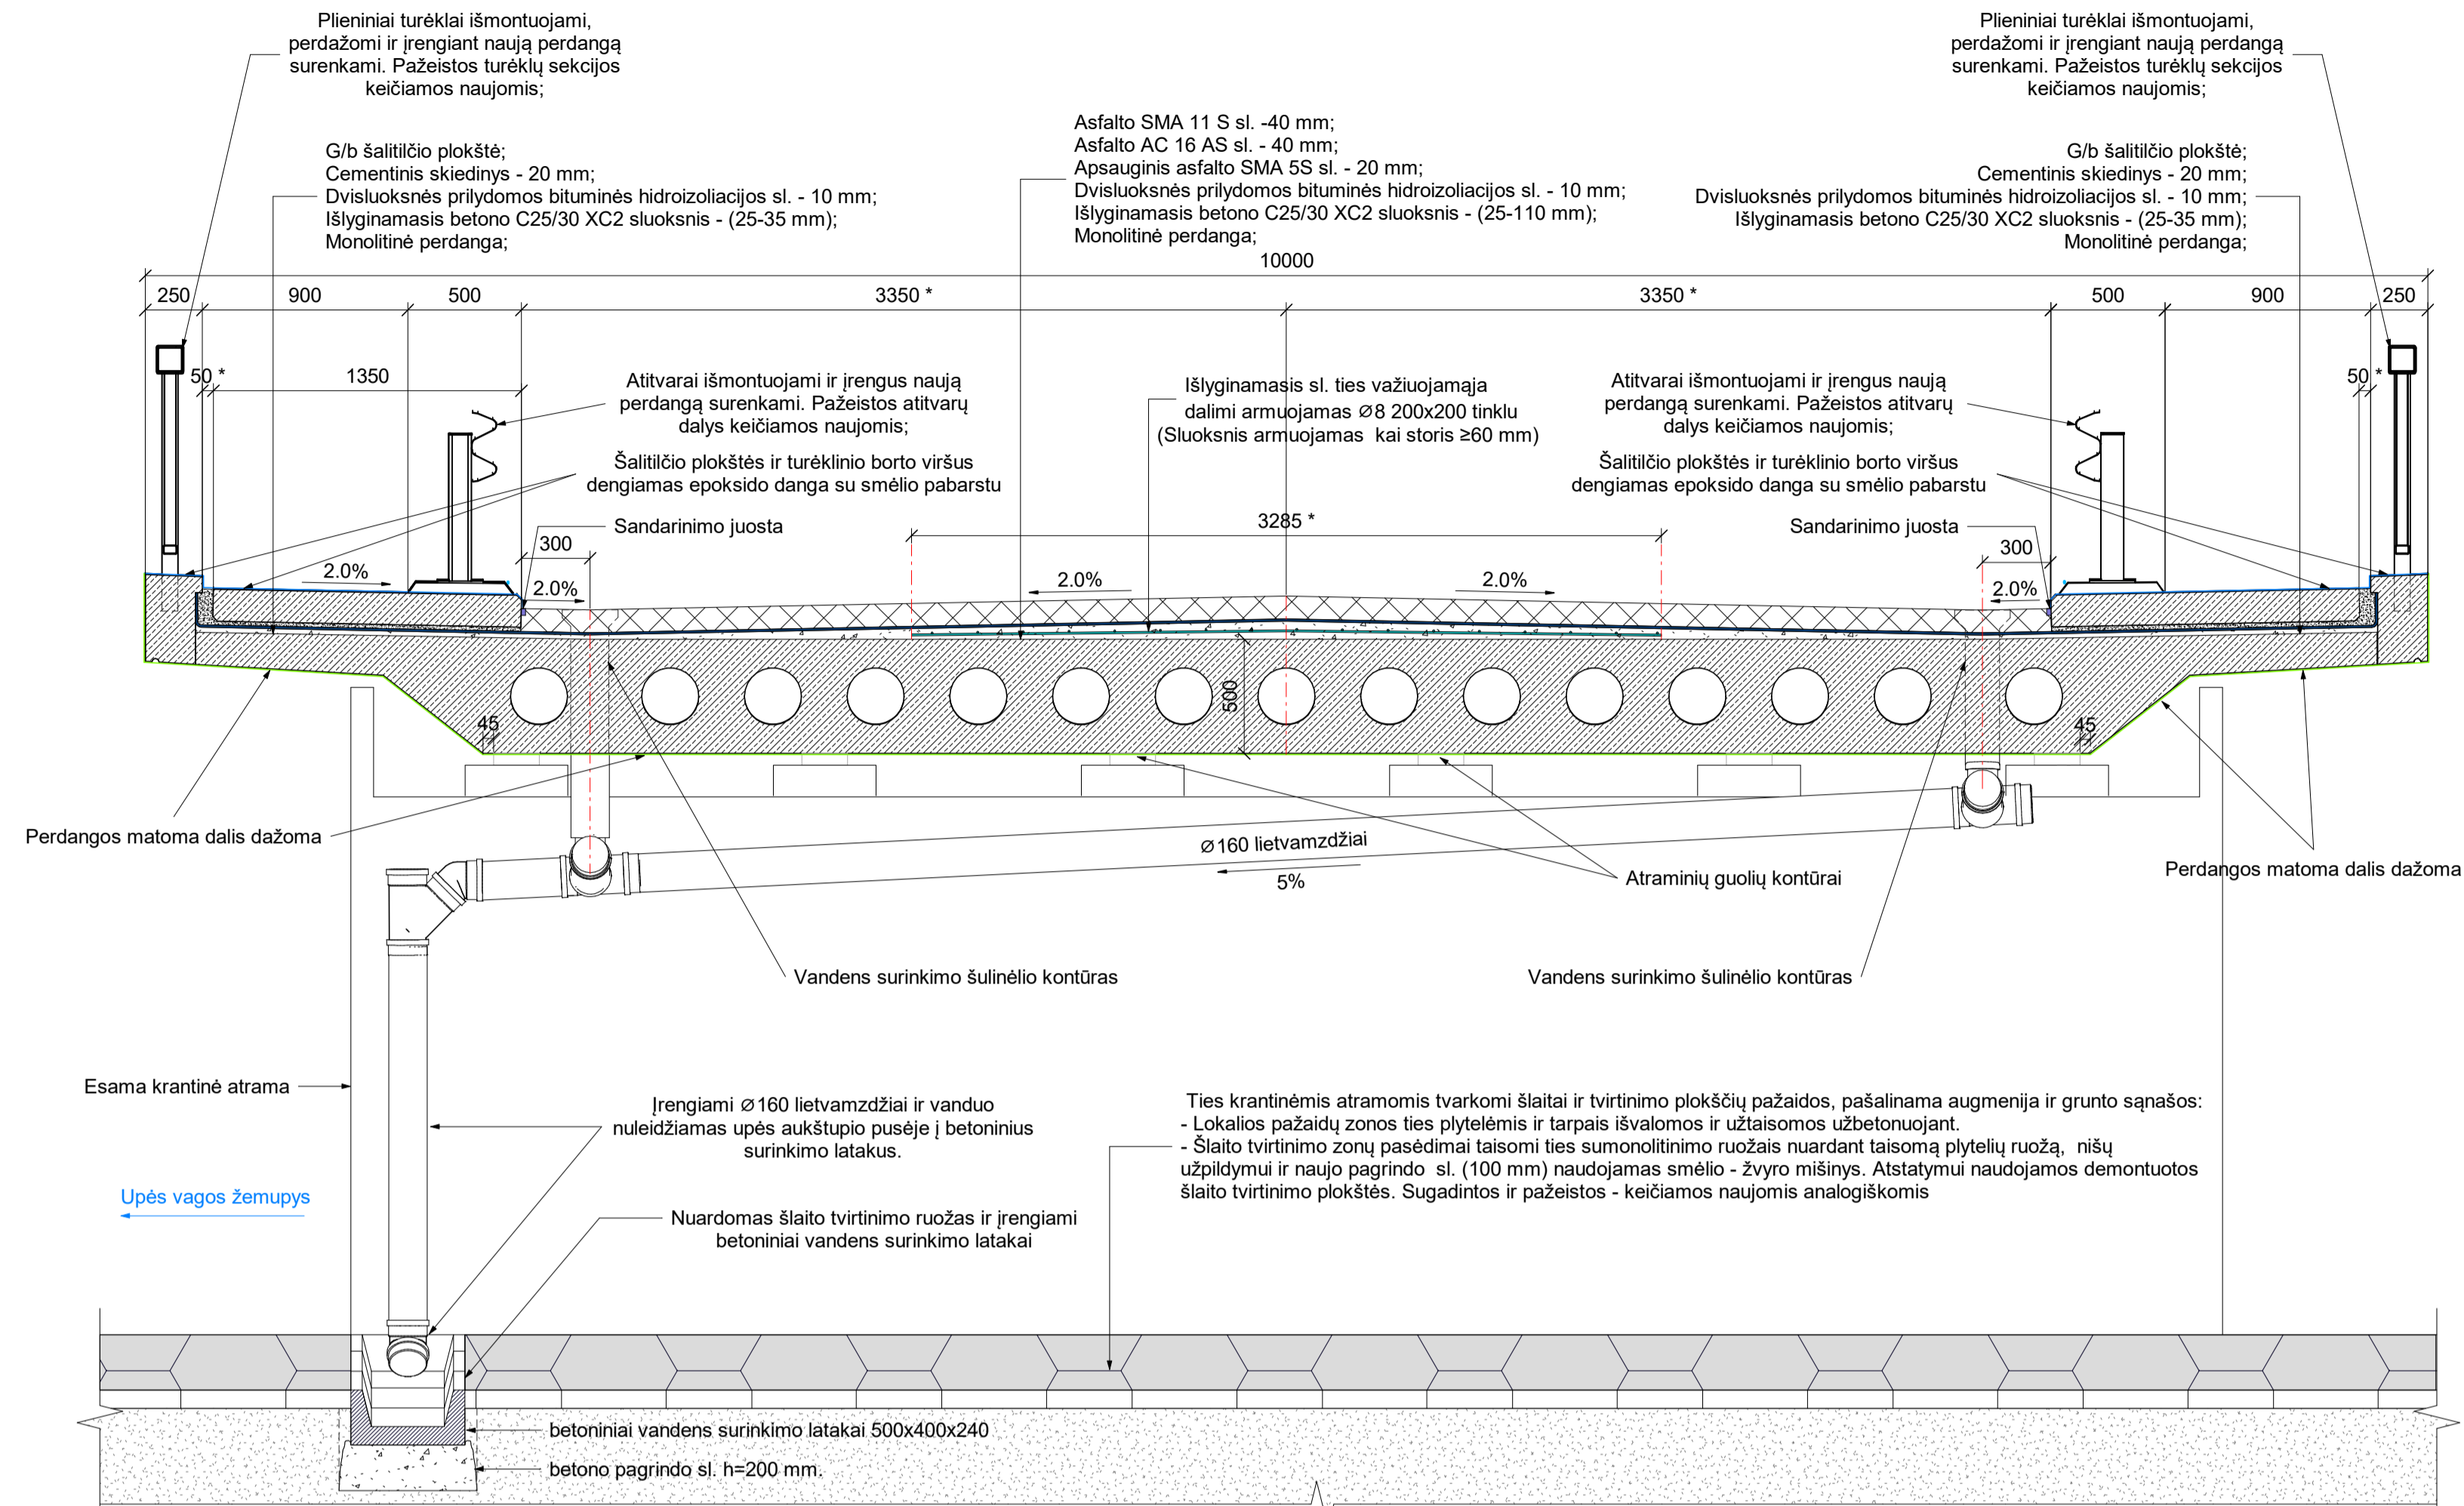 Plieniniai turėklai išmontuojami,
perdažomi ir įrengiant naują perdangą
surenkami. Pažeistos turėklų sekcijos
keičiamos naujomis;
Plieniniai turėklai išmontuojami,
perdažomi ir įrengiant naują perdangą
surenkami. Pažeistos turėklų sekcijos
keičiamos naujomis;
G/b šalitilčio plokštė;
Cementinis skiedinys - 20 mm;
Dvisluoksnės prilydomos bituminės hidroizoliacijos sl. - 10 mm;
Išlyginamasis betono C25/30 XC2 sluoksnis - (25-35 mm);
Monolitinė perdanga;
Asfalto SMA 11 S sl. -40 mm;
Asfalto AC 16 AS sl. - 40 mm;
Apsauginis asfalto SMA 5S sl. - 20 mm;
Dvisluoksnės prilydomos bituminės hidroizoliacijos sl. - 10 mm;
Išlyginamasis betono C25/30 XC2 sluoksnis - (25-110 mm);
Monolitinė perdanga;
G/b šalitilčio plokštė;
Cementinis skiedinys - 20 mm;
Dvisluoksnės prilydomos bituminės hidroizoliacijos sl. - 10 mm;
Išlyginamasis betono C25/30 XC2 sluoksnis - (25-35 mm);
Monolitinė perdanga;
10000
250 900 500 3350 * 3350 * 500 900 250
50 * 1350
50 *
Atitvarai išmontuojami ir įrengus naują
perdangą surenkami. Pažeistos atitvarų
dalys keičiamos naujomis;
Išlyginamasis sl. ties važiuojamąja
dalimi armuojamas ∅8 200x200 tinklu
(Sluoksnis armuojamas kai storis ≥60 mm)
Atitvarai išmontuojami ir įrengus naują
perdangą surenkami. Pažeistos atitvarų
dalys keičiamos naujomis;
Šalitilčio plokštės ir turėklinio borto viršus
dengiamas epoksido danga su smėlio pabarstu
Šalitilčio plokštės ir turėklinio borto viršus
dengiamas epoksido danga su smėlio pabarstu
Sandarinimo juosta
3285 *
Sandarinimo juosta
300
300
2.0%
2.0%
2.0%
2.0%
2.0%
500
45
45
Perdangos matoma dalis dažoma
∅160 lietvamzdžiai
5%
Atraminių guolių kontūrai
Perdangos matoma dalis dažoma
Vandens surinkimo šulinėlio kontūras
Vandens surinkimo šulinėlio kontūras
Esama krantinė atrama
Įrengiami ∅160 lietvamzdžiai ir vanduo
nuleidžiamas upės aukštupio pusėje į betoninius
surinkimo latakus.
Ties krantinėmis atramomis tvarkomi šlaitai ir tvirtinimo plokščių pažaidos, pašalinama augmenija ir grunto sąnašos:
- Lokalios pažaidų zonos ties plytelėmis ir tarpais išvalomos ir užtaisomos užbetonuojant.
- Šlaito tvirtinimo zonų pasėdimai taisomi ties sumonolitinimo ruožais nuardant taisomą plytelių ruožą, nišų
užpildymui ir naujo pagrindo sl. (100 mm) naudojamas smėlio - žvyro mišinys. Atstatymui naudojamos demontuotos
šlaito tvirtinimo plokštės. Sugadintos ir pažeistos - keičiamos naujomis analogiškomis
Upės vagos žemupys
Nuardomas šlaito tvirtinimo ruožas ir įrengiami
betoniniai vandens surinkimo latakai
betoniniai vandens surinkimo latakai 500x400x240
betono pagrindo sl. h=200 mm.